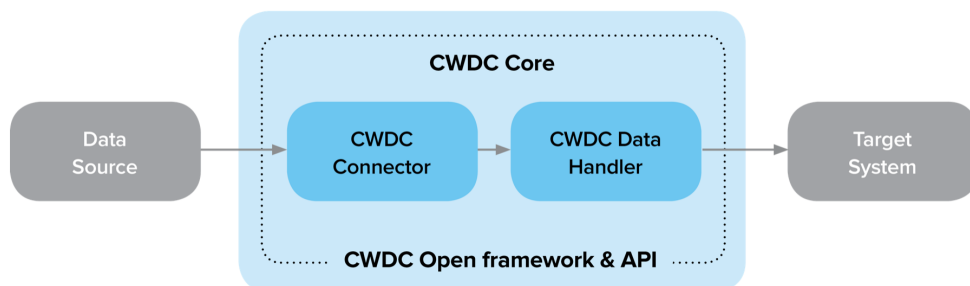 CWDC Core
Data
Source
CWDC
Connector
CWDC Data
Handler
Target
System
CWDC Open framework & API